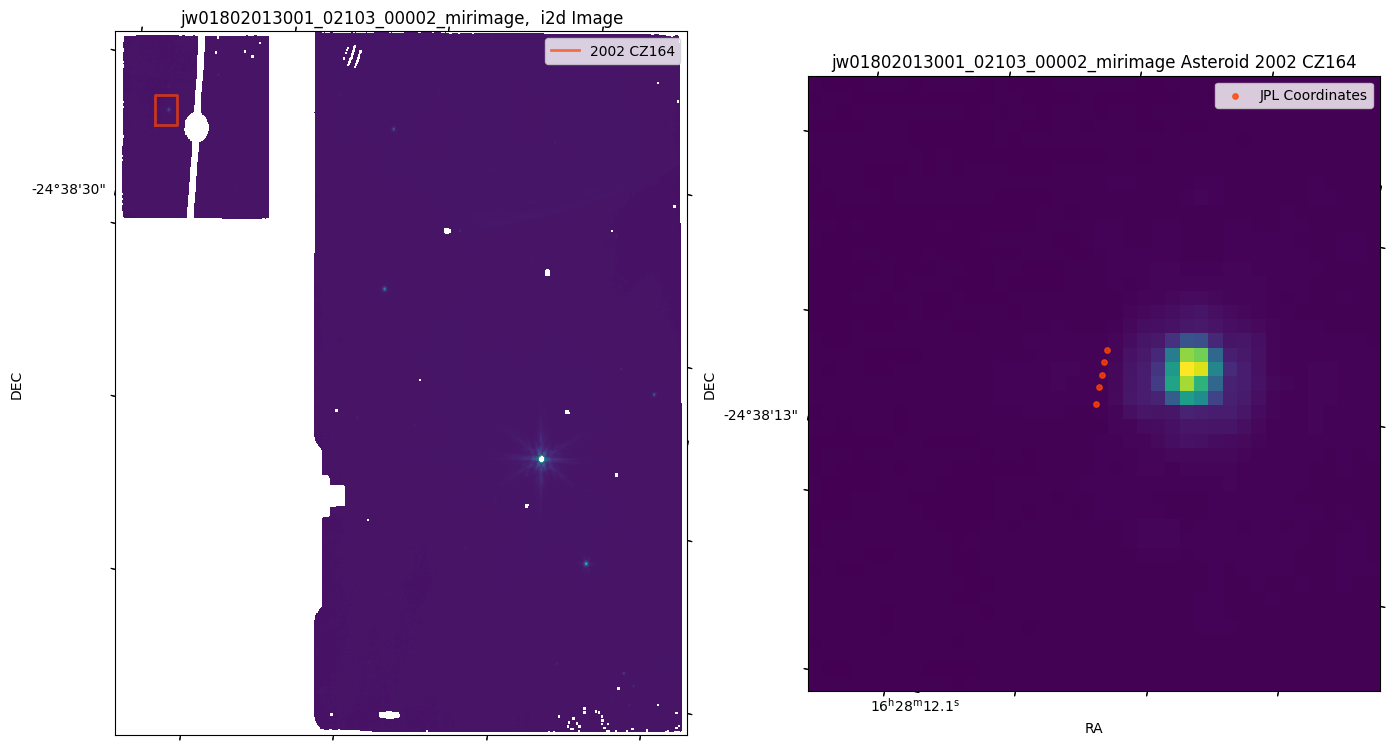 jw01802013001_02103_00002_mirimage,  i2d Image
2002 CZ164
-24°38'30"
DEC
jw01802013001_02103_00002_mirimage Asteroid 2002 CZ164
JPL Coordinates
DEC
-24°38'13"
16ʰ28ᵐ12.1ˢ
RA